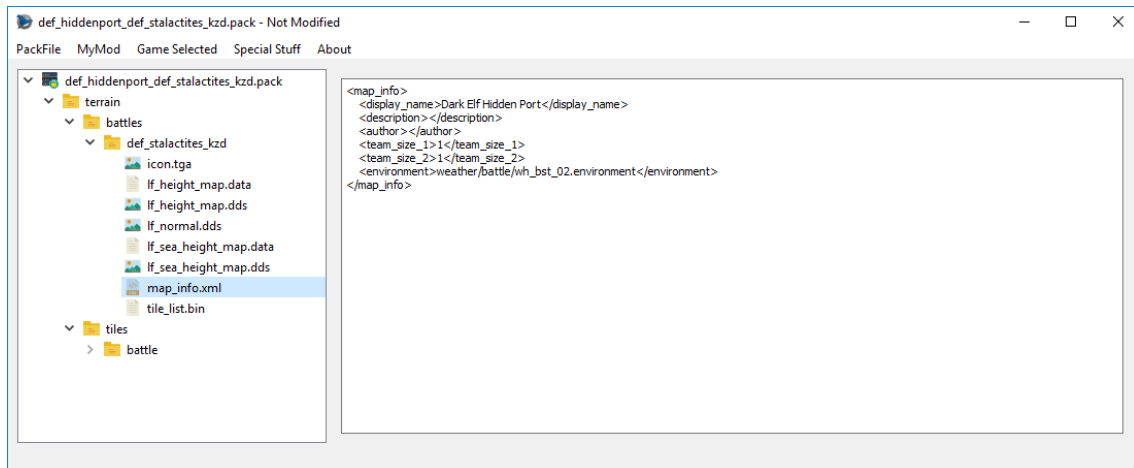 def_hiddenport_def_stalactites_kzd.pack - Not Modified
PackFile MyMod Game Selected Special Stuff About
def_hiddenport_def_stalactites_kzd.pack
terrain
battles
def_stalactites_kzd
icon.tga
lf_height_map.data
lf_height_map.dds
lf_normal.dds
lf_sea_height_map.data
lf_sea_height_map.dds
map_info.xml
tile_list.bin
tiles
battle
<map_info>
<display_name>Dark Elf Hidden Port</display_name>
<description></description>
<author></author>
<team_size_1>1</team_size_1>
<team_size_2>1</team_size_2>
<environment>weather/battle/wh_bst_02.environment</environment>
</map_info>